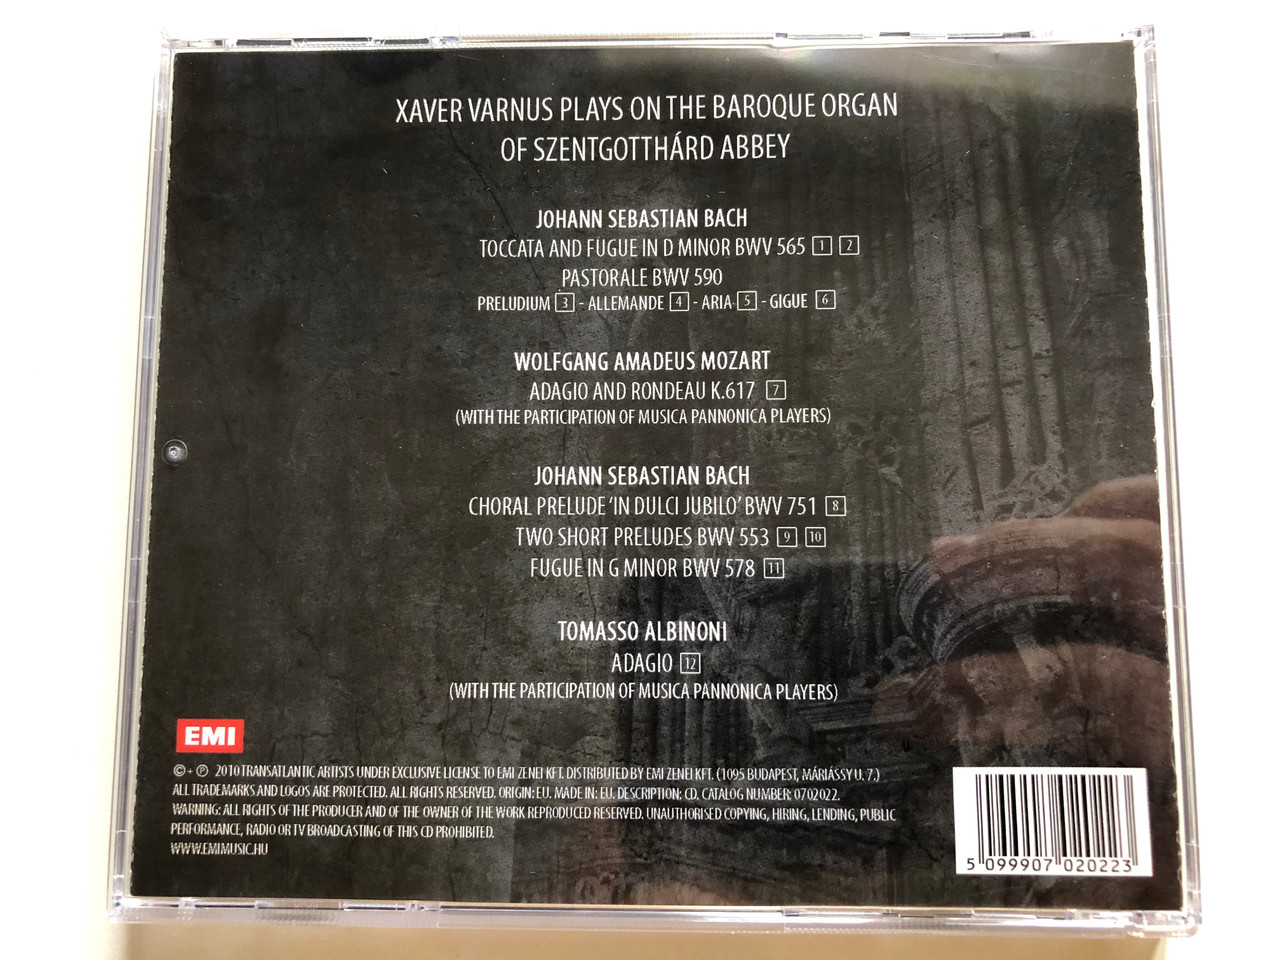 XAVER VARNUS PLAYS ON THE BAROQUE ORGAN
OF SZENTGOTTHÁRD ABBEY
JOHANN SEBASTIAN BACH
TOCCATA AND FUGUE IN D MINOR BWV 565 1 2
PASTORALE BWV 590
PRELUDIUM 3 - ALLEMANDE 4 - ARIA 5 - GIGUE 6
WOLFGANG AMADEUS MOZART
ADAGIO AND RONDEAU K.617 7
(WITH THE PARTICIPATION OF MUSICA PANNONICA PLAYERS)
JOHANN SEBASTIAN BACH
CHORAL PRELUDE 'IN DULCI JUBILO' BWV 751 8
TWO SHORT PRELUDES BWV 553 9 10
FUGUE IN G MINOR BWV 578 11
TOMASSO ALBINONI
ADAGIO 12
(WITH THE PARTICIPATION OF MUSICA PANNONICA PLAYERS)
EMI
© + ℗ 2010 TRANSATLANTIC ARTISTS UNDER EXCLUSIVE LICENSE TO EMI ZENEI KFT. DISTRIBUTED BY EMI ZENEI KFT. (1095 BUDAPEST, MÁRIÁSSY U. 7.)
ALL TRADEMARKS AND LOGOS ARE PROTECTED. ALL RIGHTS RESERVED. ORIGIN: EU. MADE IN: EU. DESCRIPTION: CD. CATALOG NUMBER: 0702022.
WARNING: ALL RIGHTS OF THE PRODUCER AND OF THE OWNER OF THE WORK REPRODUCED RESERVED. UNAUTHORISED COPYING, HIRING, LENDING, PUBLIC
PERFORMANCE, RADIO OR TV BROADCASTING OF THIS CD PROHIBITED.
WWW.EMIMUSIC.HU
5 099907 020223